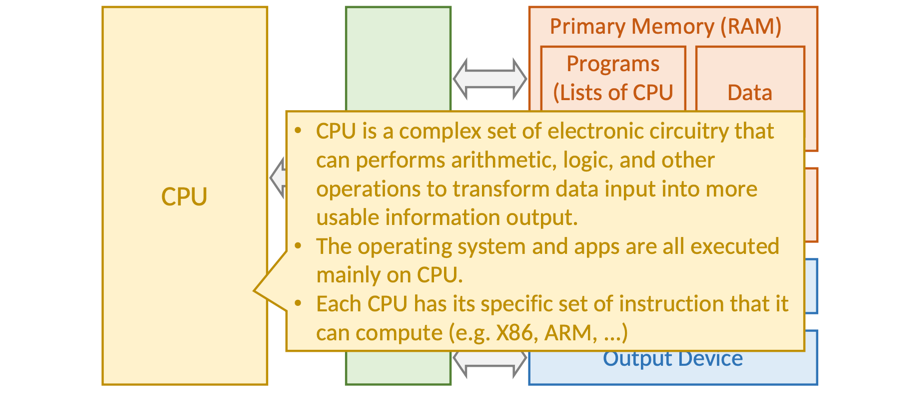 Primary Memory (RAM)
Programs
(Lists of CPU
Data
CPU
• CPU is a complex set of electronic circuitry that
can performs arithmetic, logic, and other
operations to transform data input into more
usable information output.
• The operating system and apps are all executed
mainly on CPU.
• Each CPU has its specific set of instruction that it
can compute (e.g. X86, ARM, ...)
Output Device